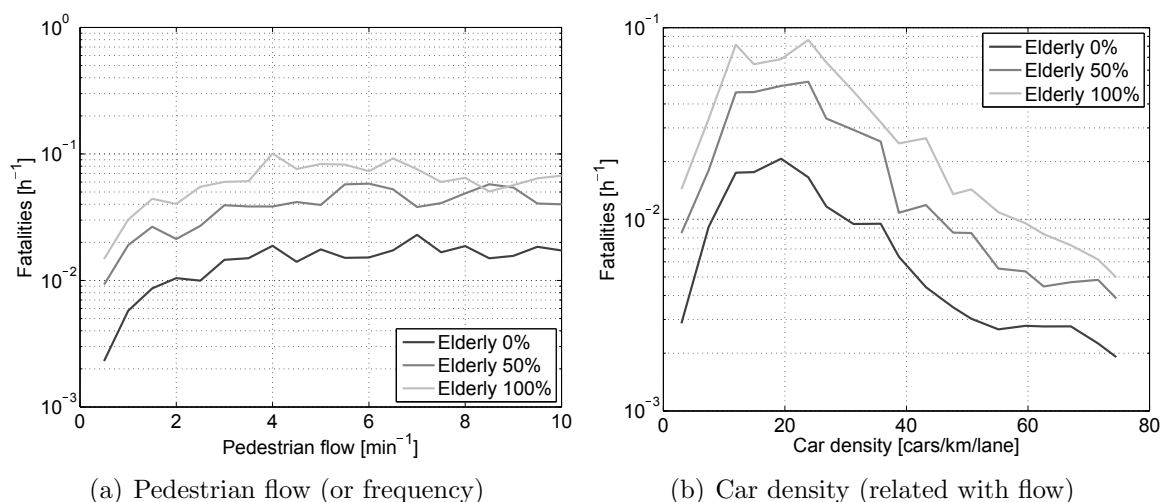 10⁰
10⁻¹
10⁻²
10⁻³
Fatalities [h⁻¹]
0 2 4 6 8 10
Pedestrian flow [min⁻¹]
Elderly 0%
Elderly 50%
Elderly 100%
(a) Pedestrian flow (or frequency)
10⁻¹
10⁻²
10⁻³
Fatalities [h⁻¹]
0 20 40 60 80
Car density [cars/km/lane]
Elderly 0%
Elderly 50%
Elderly 100%
(b) Car density (related with flow)